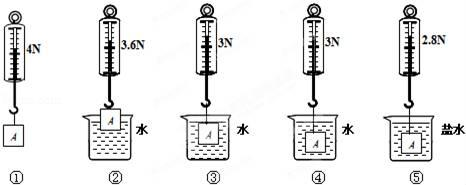 4N 3.6N 3N 3N 2.8N
A A A A A
水 水 水 盐水
① ② ③ ④ ⑤